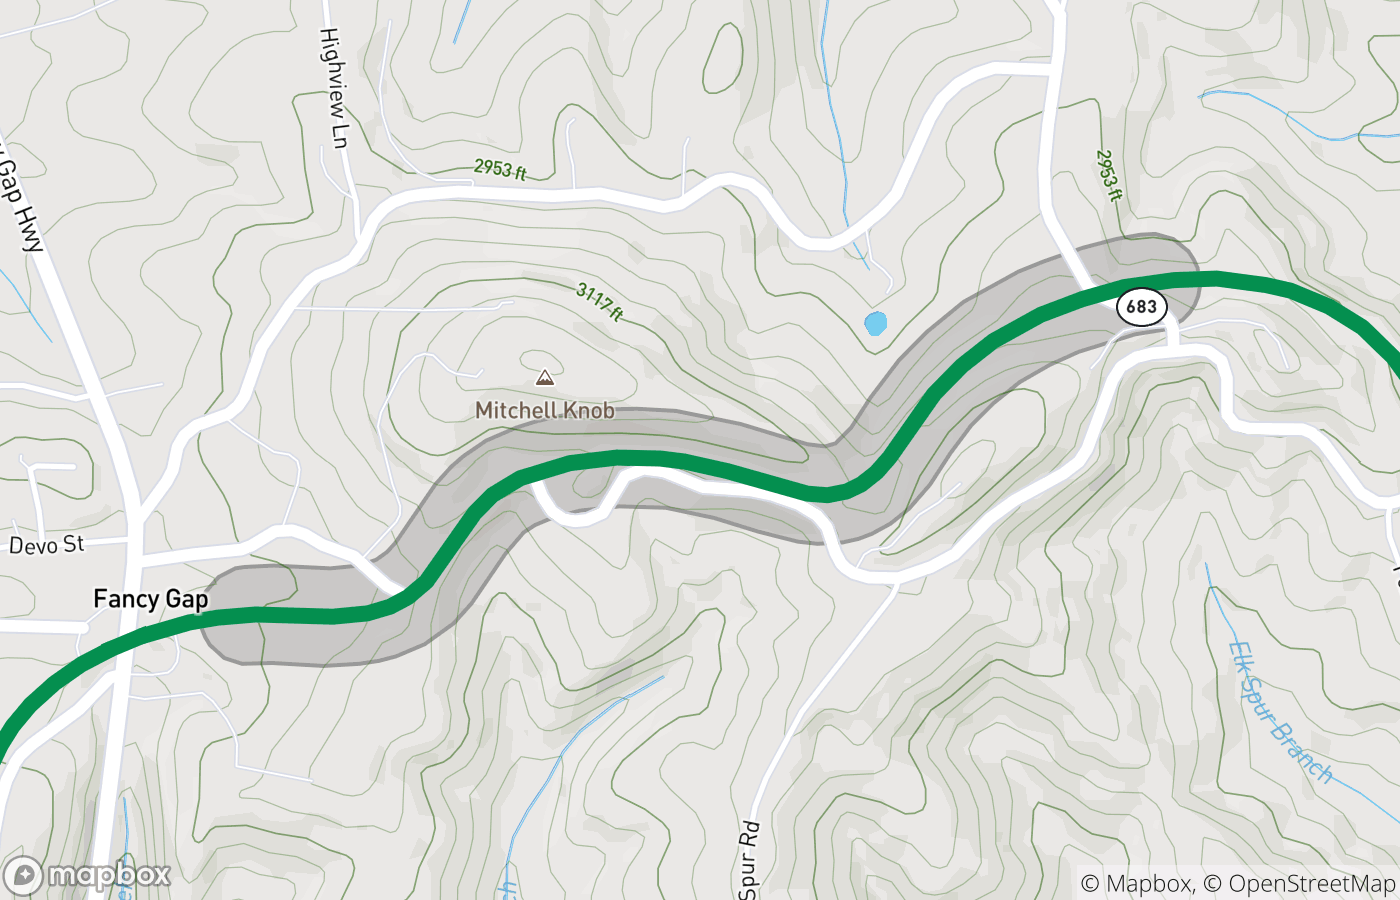 Highview Ln
2953 ft
2953 ft
Gap Hwy
3117 ft
683
Mitchell Knob
Devo St
Fancy Gap
Elk Spur Branch
Spur Rd
mapbox
© Mapbox, © OpenStreetMap